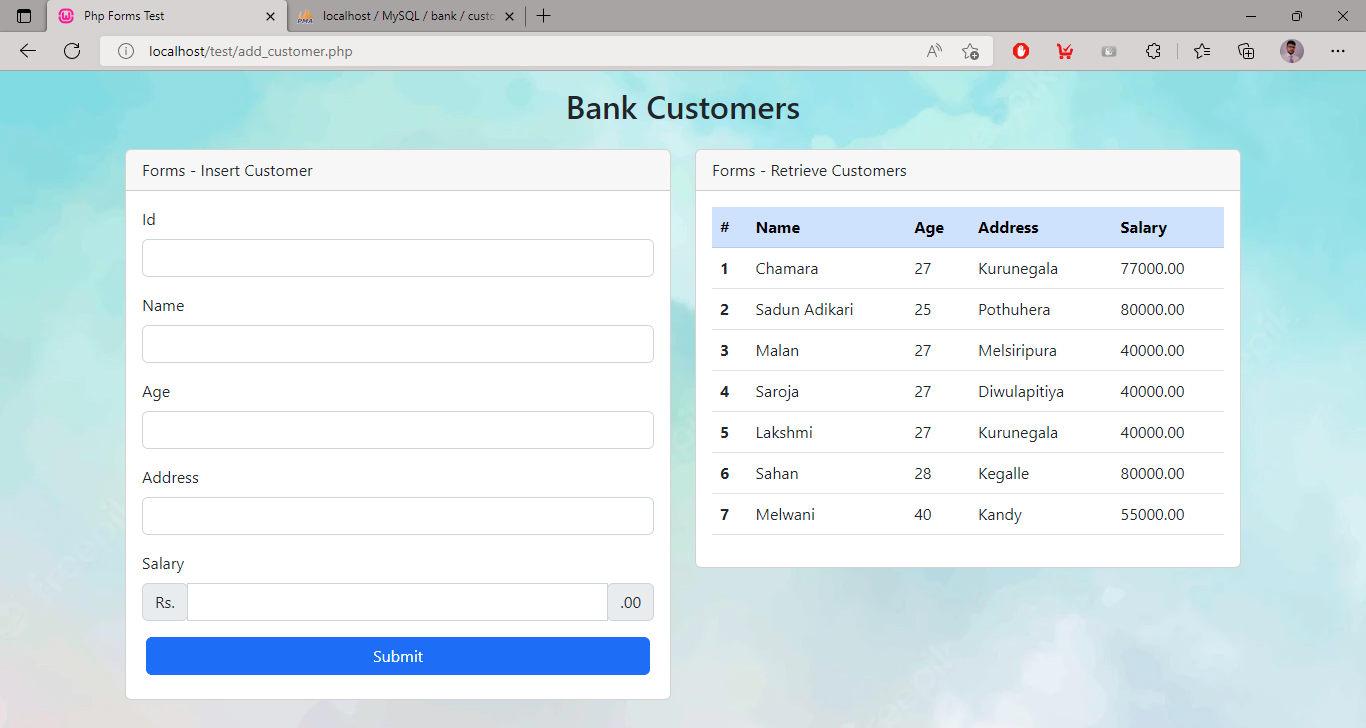 Php Forms Test
localhost / MySQL / bank / custo
localhost/test/add_customer.php
Bank Customers
Forms - Insert Customer
Id
Name
Age
Address
Salary
Rs. .00
Submit
Forms - Retrieve Customers
# Name Age Address Salary
1 Chamara 27 Kurunegala 77000.00
2 Sadun Adikari 25 Pothuhera 80000.00
3 Malan 27 Melsiripura 40000.00
4 Saroja 27 Diwulapitiya 40000.00
5 Lakshmi 27 Kurunegala 40000.00
6 Sahan 28 Kegalle 80000.00
7 Melwani 40 Kandy 55000.00